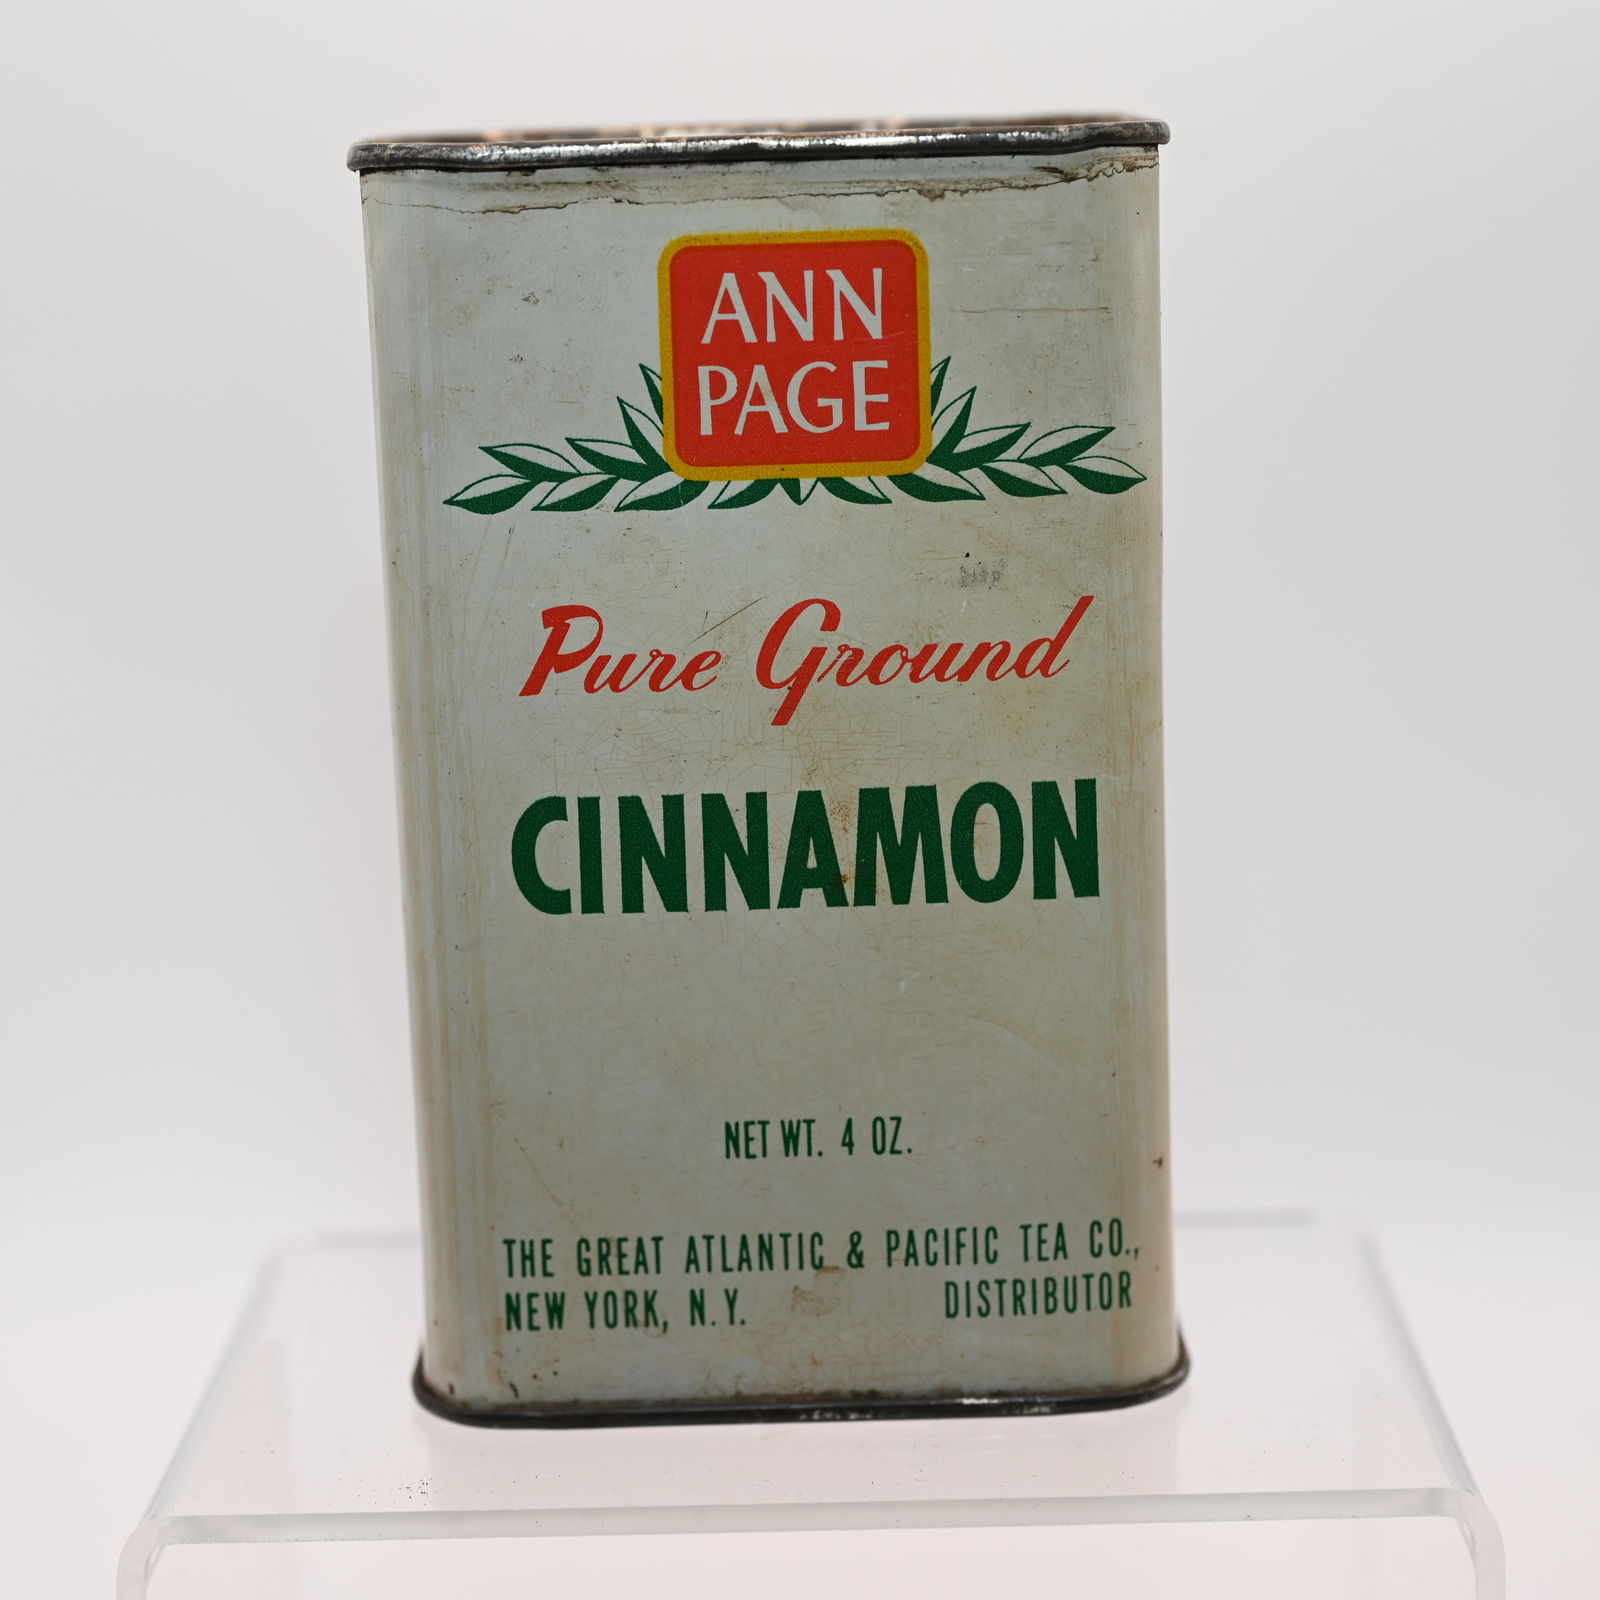 ANN
PAGE
Pure Ground
CINNAMON
NET WT. 4 OZ.
THE GREAT ATLANTIC & PACIFIC TEA CO.,
NEW YORK, N.Y. DISTRIBUTOR